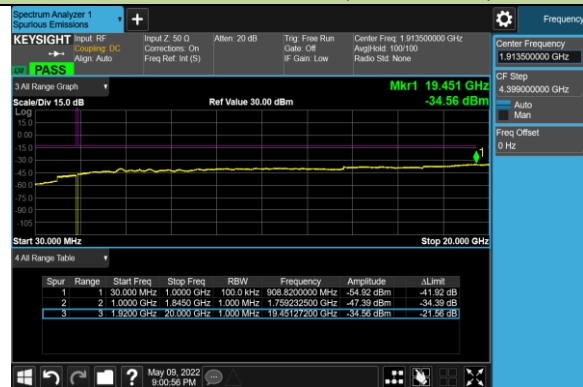 Spectrum Analyzer 1
Spurious Emissions
Frequency
KEYSIGHT Input: RF Input Z: 50 Ω Atten: 20 dB Trig: Free Run Center Freq: 1.913500000 GHz
Coupling: DC Corrections: On Gate: Off Avg|Hold: 100/100
Align: Auto Freq Ref: Int (S) IF Gain: Low Radio Std: None
PASS
Center Frequency
1.913500000 GHz
CF Step
4.399000000 GHz
Auto
Man
Freq Offset
0 Hz
3 All Range Graph
Mkr1 19.451 GHz
Scale/Div 15.0 dB Ref Value 30.00 dBm -34.56 dBm
Log
15.0
0.00
-15.0
-30.0
-45.0
-60.0
-75.0
-90.0
-105
1
Start 30.000 MHz Stop 20.000 GHz
4 All Range Table
Spur Range Start Freq Stop Freq RBW Frequency Amplitude ΔLimit
1 1 30.000 MHz 1.0000 GHz 100.0 kHz 908.8200000 MHz -54.92 dBm -41.92 dB
2 2 1.0000 GHz 1.8450 GHz 1.000 MHz 1.759232500 GHz -47.39 dBm -34.39 dB
3 3 1.9200 GHz 20.000 GHz 1.000 MHz 19.45127200 GHz -34.56 dBm -21.56 dB
?
May 09, 2022
9:00:56 PM